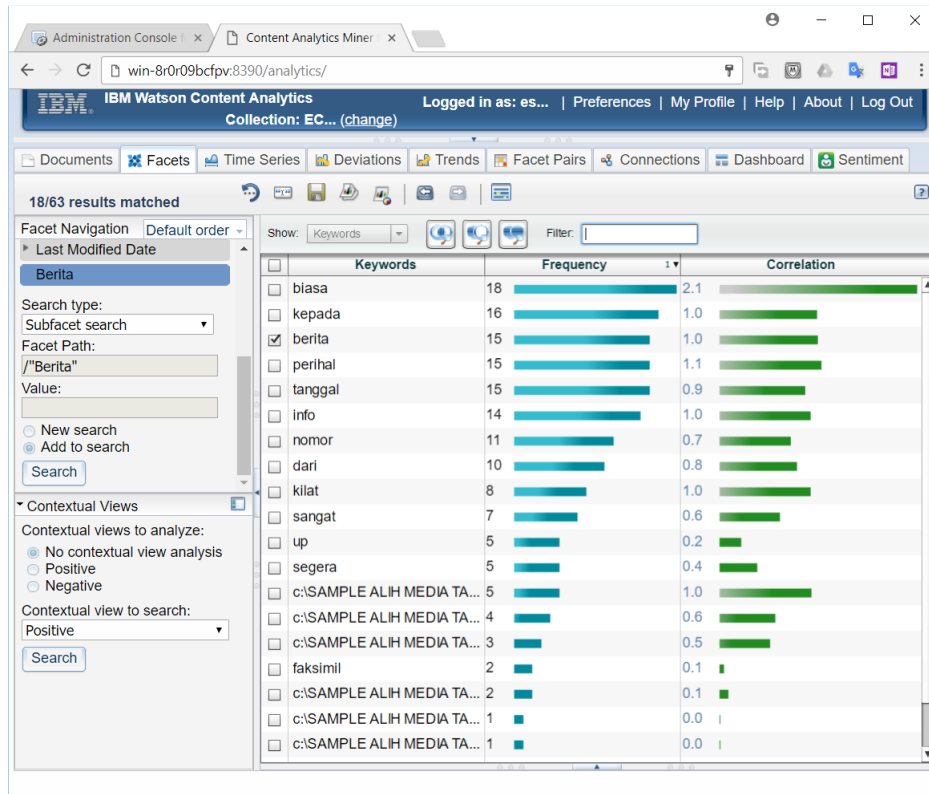 Administration Console f
Content Analytics Miner
win-8r0r09bcfpv:8390/analytics/
IBM
IBM Watson Content Analytics
Collection: EC... (change)
Logged in as: es... | Preferences | My Profile | Help | About | Log Out
Documents Facets Time Series Deviations Trends Facet Pairs Connections Dashboard Sentiment
18/63 results matched
Facet Navigation Default order
Last Modified Date
Berita
Search type:
Subfacet search
Facet Path:
/"Berita"
Value:
New search
Add to search
Search
Contextual Views
Contextual views to analyze:
No contextual view analysis
Positive
Negative
Contextual view to search:
Positive
Search
Show: Keywords Filter:
Keywords Frequency 1 Correlation
biasa 18 2.1
kepada 16 1.0
berita 15 1.0
perihal 15 1.1
tanggal 15 0.9
info 14 1.0
nomor 11 0.7
dari 10 0.8
kilat 8 1.0
sangat 7 0.6
up 5 0.2
segera 5 0.4
c:\SAMPLE ALIH MEDIA TA... 5 1.0
c:\SAMPLE ALIH MEDIA TA... 4 0.6
c:\SAMPLE ALIH MEDIA TA... 3 0.5
faksimil 2 0.1
c:\SAMPLE ALIH MEDIA TA... 2 0.1
c:\SAMPLE ALIH MEDIA TA... 1 0.0
c:\SAMPLE ALIH MEDIA TA... 1 0.0